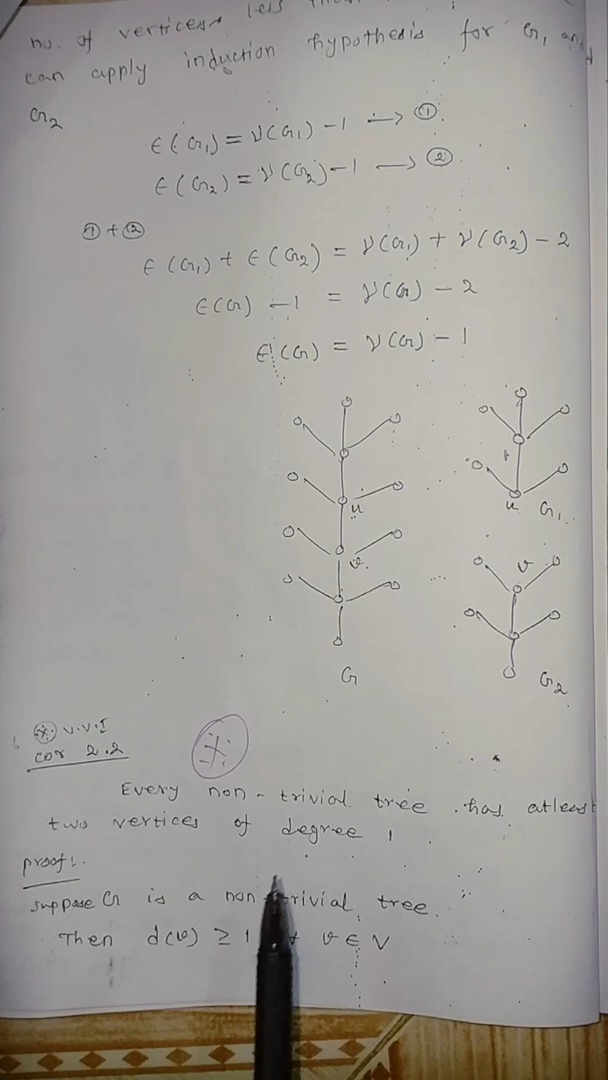 no. of vertices less
can apply induction hypothesis for G1 and
G2
ϵ(G1) = ν(G1) - 1 → ①
ϵ(G2) = ν(G2) - 1 → ②
① + ②
ϵ(G1) + ϵ(G2) = ν(G1) + ν(G2) - 2
ϵ(G) - 1 = ν(G) - 2
ϵ(G) = ν(G) - 1
u
v
G
u
G1
v
G2
v.v.I
cor 2.2
Every non-trivial tree has atleast
two vertices of degree 1
proof:
suppose G is a non-trivial tree.
Then d(v) ≥ 1 v ∈ V